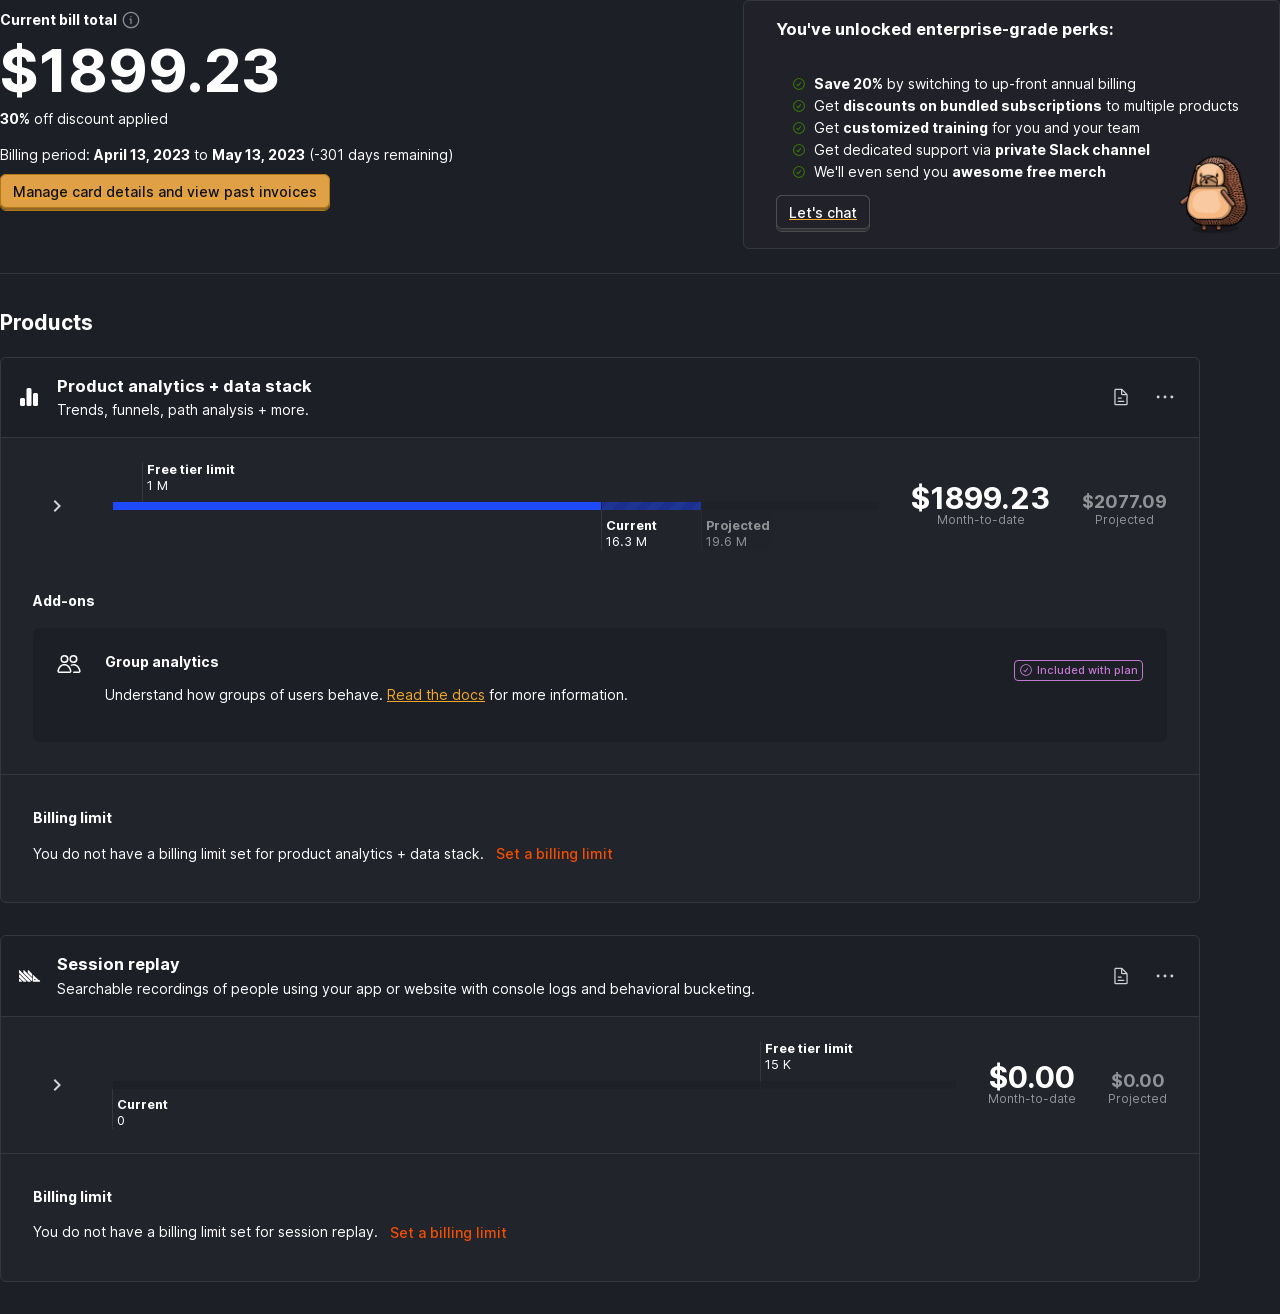 Current bill total
$1899.23
30% off discount applied
Billing period: April 13, 2023 to May 13, 2023 (-301 days remaining)
Manage card details and view past invoices
You've unlocked enterprise-grade perks:
Save 20% by switching to up-front annual billing
Get discounts on bundled subscriptions to multiple products
Get customized training for you and your team
Get dedicated support via private Slack channel
We'll even send you awesome free merch
Let's chat
Products
Product analytics + data stack
Trends, funnels, path analysis + more.
Free tier limit
1 M
Current
16.3 M
Projected
19.6 M
$1899.23
Month-to-date
$2077.09
Projected
Add-ons
Group analytics
Included with plan
Understand how groups of users behave. Read the docs for more information.
Billing limit
You do not have a billing limit set for product analytics + data stack. Set a billing limit
Session replay
Searchable recordings of people using your app or website with console logs and behavioral bucketing.
Free tier limit
15 K
Current
0
$0.00
Month-to-date
$0.00
Projected
Billing limit
You do not have a billing limit set for session replay. Set a billing limit